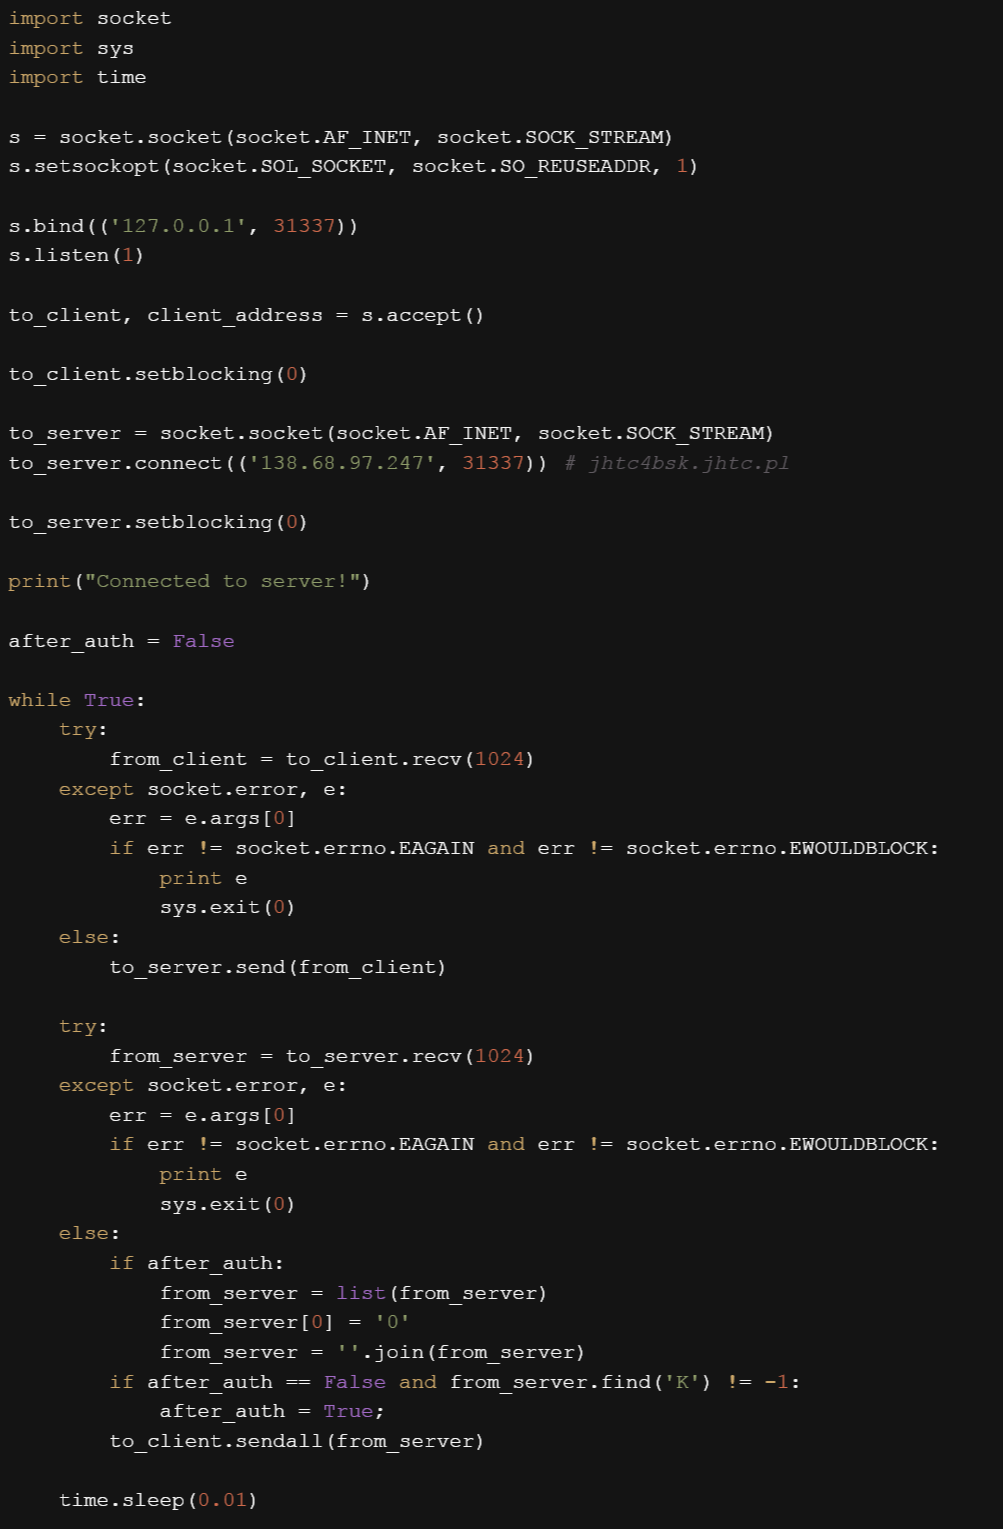 import socket
import sys
import time

s = socket.socket(socket.AF_INET, socket.SOCK_STREAM)
s.setsockopt(socket.SOL_SOCKET, socket.SO_REUSEADDR, 1)

s.bind(('127.0.0.1', 31337))
s.listen(1)

to_client, client_address = s.accept()

to_client.setblocking(0)

to_server = socket.socket(socket.AF_INET, socket.SOCK_STREAM)
to_server.connect(('138.68.97.247', 31337)) # jhtc4bsk.jhtc.pl

to_server.setblocking(0)

print("Connected to server!")

after_auth = False

while True:
    try:
        from_client = to_client.recv(1024)
    except socket.error, e:
        err = e.args[0]
        if err != socket.errno.EAGAIN and err != socket.errno.EWOULDBLOCK:
            print e
            sys.exit(0)
    else:
        to_server.send(from_client)

    try:
        from_server = to_server.recv(1024)
    except socket.error, e:
        err = e.args[0]
        if err != socket.errno.EAGAIN and err != socket.errno.EWOULDBLOCK:
            print e
            sys.exit(0)
    else:
        if after_auth:
            from_server = list(from_server)
            from_server[0] = '0'
            from_server = ''.join(from_server)
        if after_auth == False and from_server.find('K') != -1:
            after_auth = True;
        to_client.sendall(from_server)

    time.sleep(0.01)